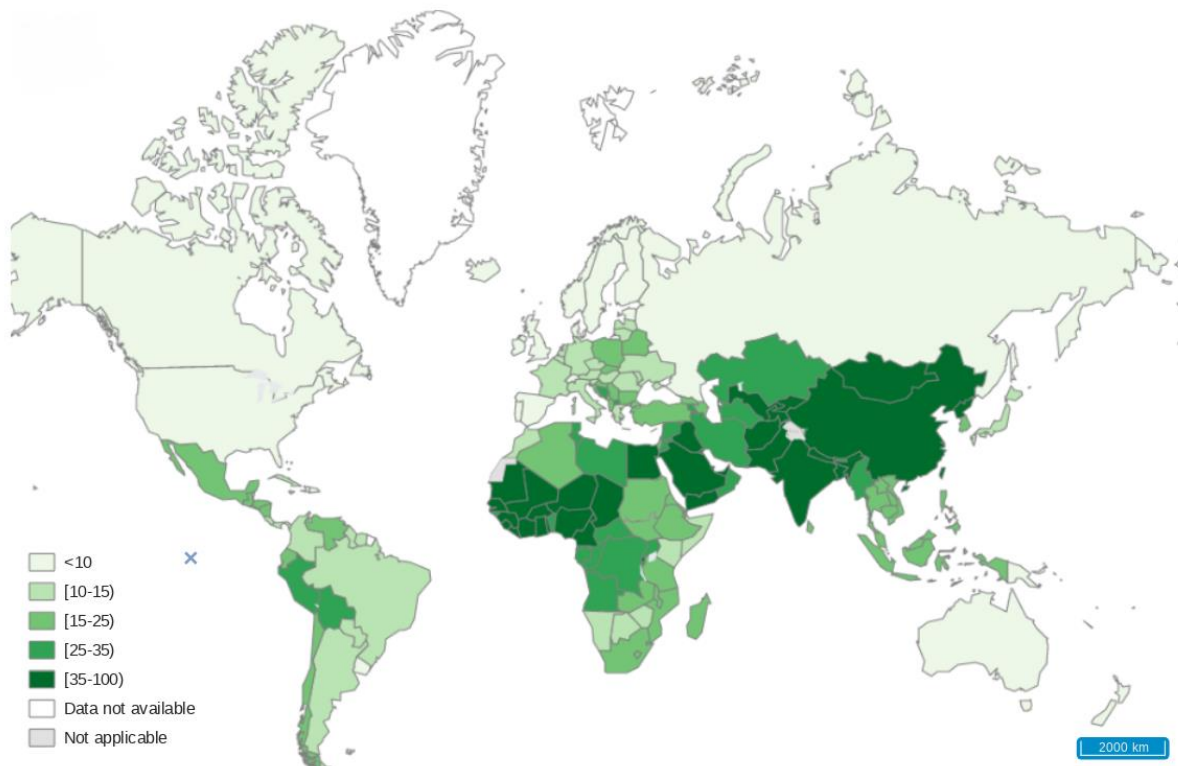 <10
[10-15)
[15-25)
[25-35)
[35-100)
Data not available
Not applicable
2000 km